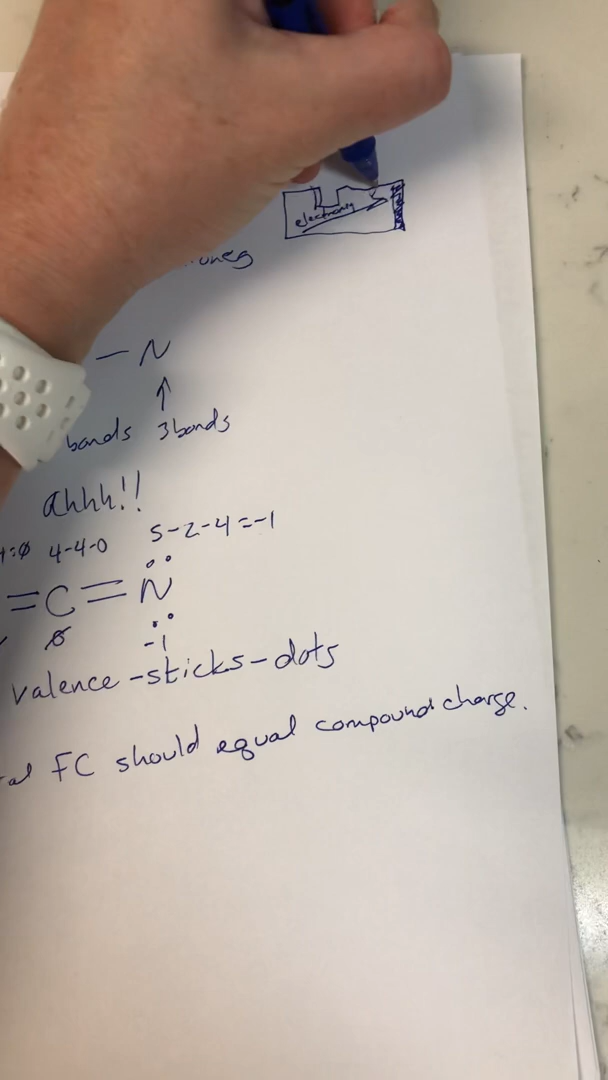 electroneg
oneg
— N
↑
bonds 3 bonds
ahhh!!
5-2-4=-1
=ø 4-4-0
=C=N
ø -1
valence -sticks-dots
FC should equal compound charge.